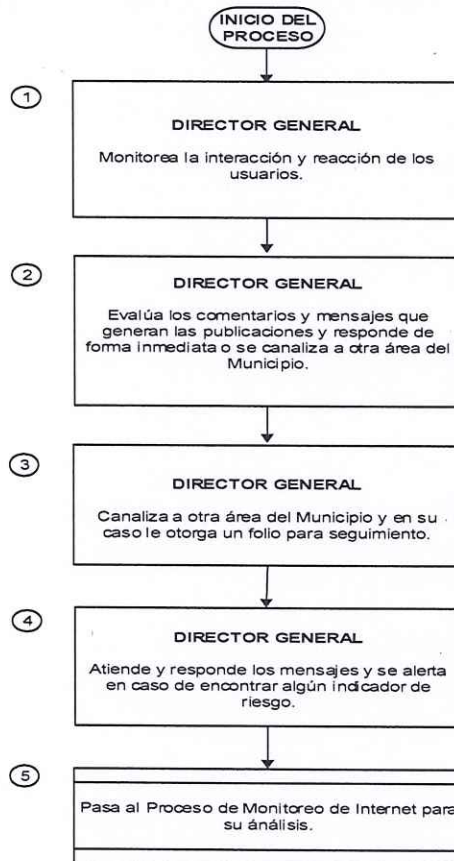 INICIO DEL
PROCESO
1
DIRECTOR GENERAL
Monitorea la interacción y reacción de los
usuarios.
2
DIRECTOR GENERAL
Evalúa los comentarios y mensajes que
generan las publicaciones y responde de
forma inmediata o se canaliza a otra área del
Municipio.
3
DIRECTOR GENERAL
Canaliza a otra área del Municipio y en su
caso le otorga un folio para seguimiento.
4
DIRECTOR GENERAL
Atiende y responde los mensajes y se alerta
en caso de encontrar algún indicador de
riesgo.
5
Pasa al Proceso de Monitoreo de Internet para
su ánálisis.